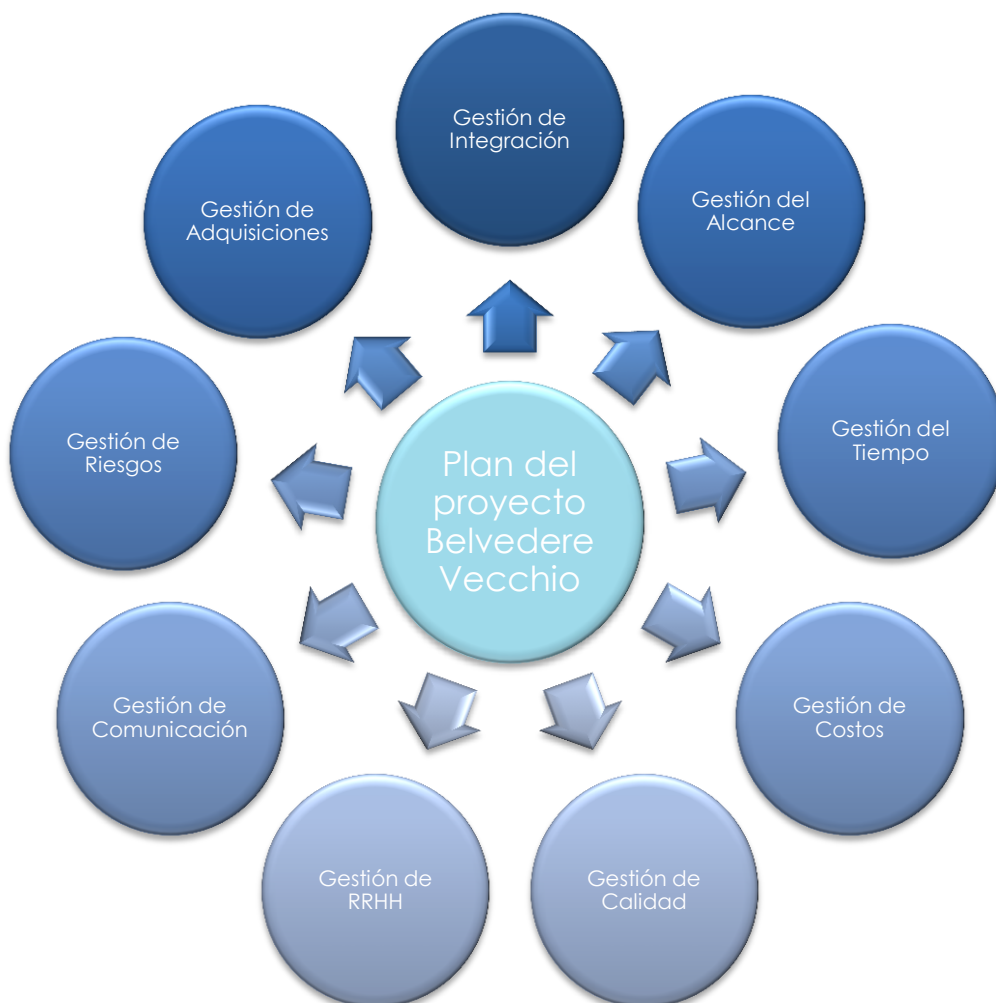 Gestión de
Integración
Gestión del
Alcance
Gestión del
Tiempo
Gestión de
Costos
Gestión de
Calidad
Gestión de
RRHH
Gestión de
Comunicación
Gestión de
Riesgos
Gestión de
Adquisiciones
Plan del
proyecto
Belvedere
Vecchio